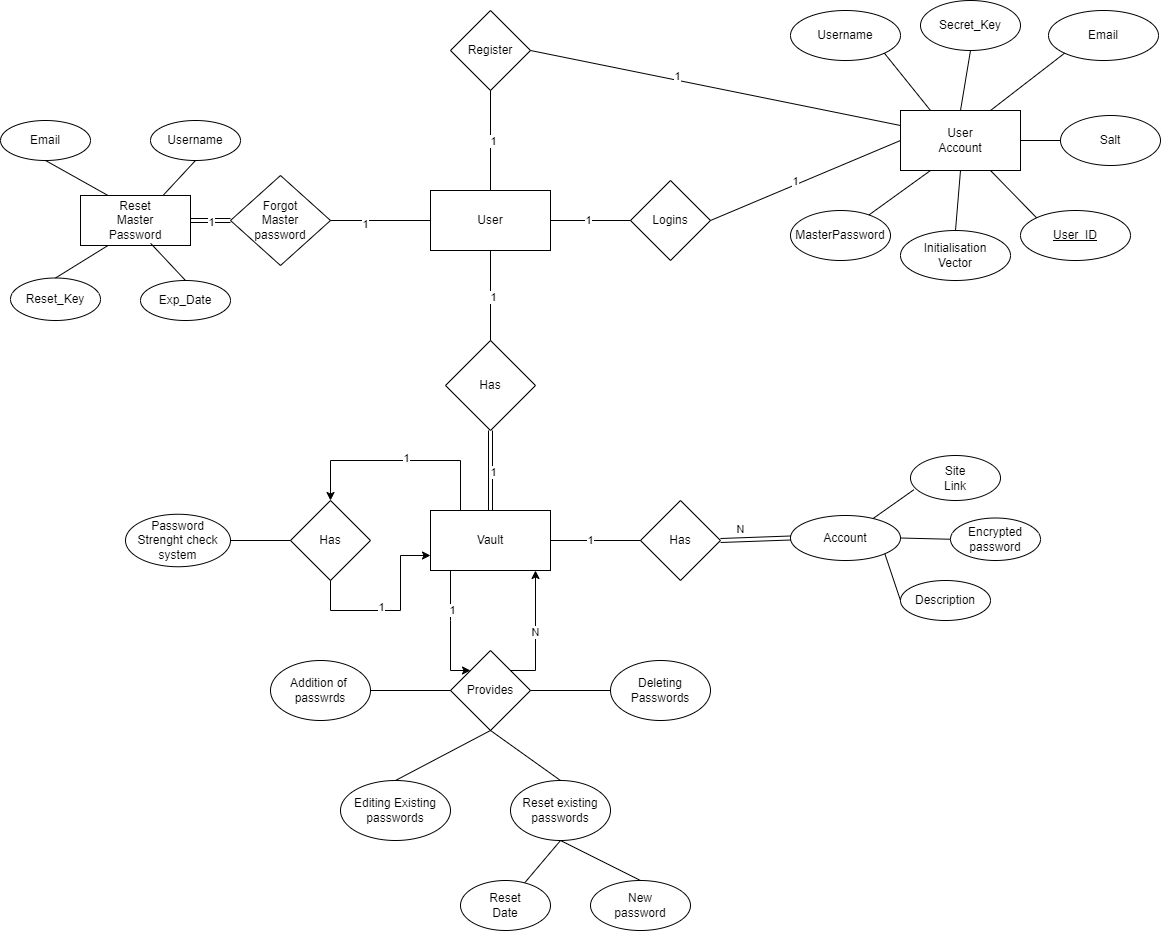 Register
1
Username
Secret_Key
Email
User
Account
Salt
MasterPassword
Initialisation
Vector
User_ID
1
Email
Username
Reset
Master
Password
1
Forgot
Master
password
1
User
1
Logins
1
Reset_Key
Exp_Date
1
Has
1
1
Password
Strenght check
system
Has
1
Vault
1
Has
N
Account
Site
Link
Encrypted
password
Description
1
N
Addition of
passwrds
Provides
Deleting
Passwords
Editing Existing
passwords
Reset existing
passwords
Reset
Date
New
password